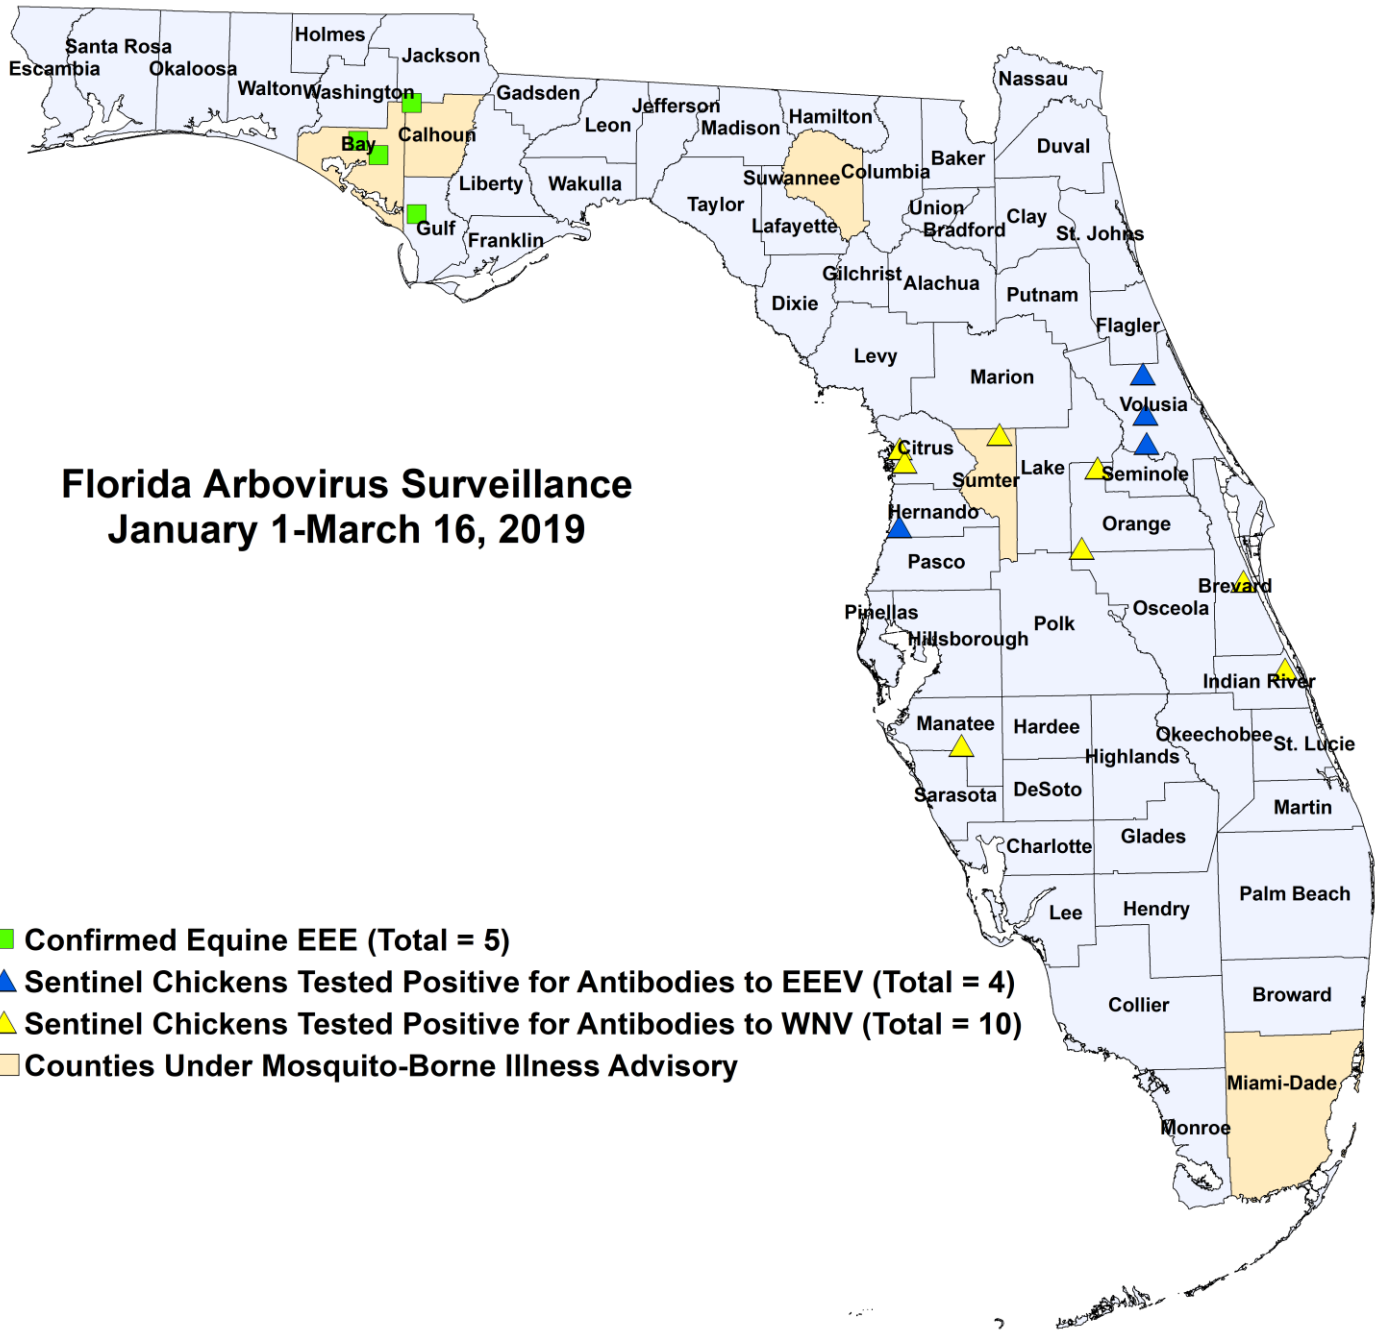 Holmes
Santa Rosa
Jackson
Escambia
Okaloosa
Walton
Washington
Gadsden
Nassau
Jefferson
Leon
Madison
Hamilton
Calhoun
Bay
Duval
Baker
Suwannee
Columbia
Liberty
Wakulla
Taylor
Union
Clay
Lafayette
Bradford
St. Johns
Gulf
Franklin
Gilchrist
Alachua
Dixie
Putnam
Flagler
Levy
Marion
Volusia
Citrus
Lake
Sumter
Seminole
Florida Arbovirus Surveillance
January 1-March 16, 2019
Hernando
Orange
Pasco
Brevard
Pinellas
Osceola
Hillsborough
Polk
Indian River
Manatee
Hardee
Okeechobee
St. Lucie
Highlands
Sarasota
DeSoto
Martin
Charlotte
Glades
Palm Beach
Lee
Hendry
Confirmed Equine EEE (Total = 5)
Sentinel Chickens Tested Positive for Antibodies to EEEV (Total = 4)
Collier
Broward
Sentinel Chickens Tested Positive for Antibodies to WNV (Total = 10)
Counties Under Mosquito-Borne Illness Advisory
Miami-Dade
Monroe